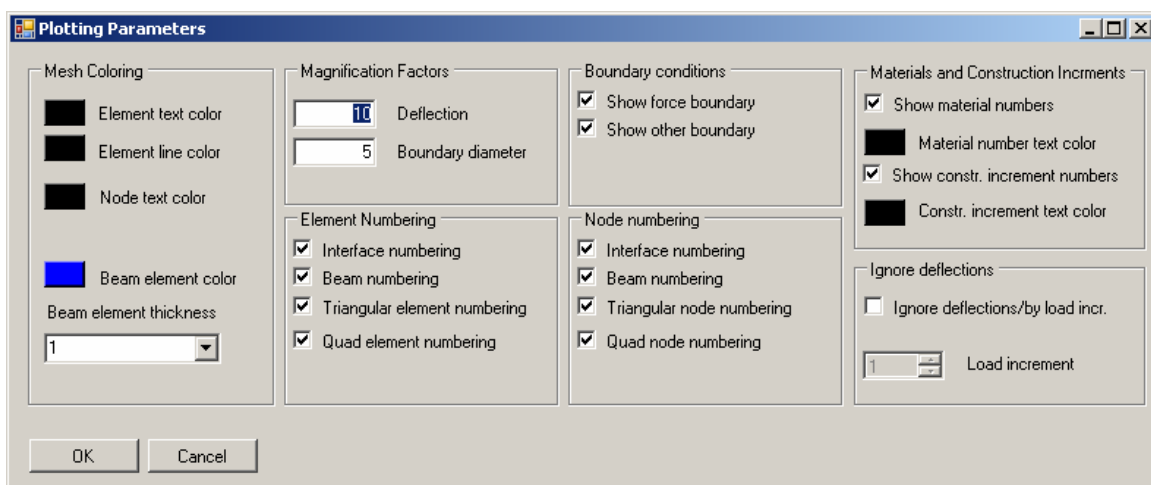 Plotting Parameters
Mesh Coloring
Element text color
Element line color
Node text color
Beam element color
Beam element thickness
1
Magnification Factors
10 Deflection
5 Boundary diameter
Boundary conditions
Show force boundary
Show other boundary
Materials and Construction Incrments
Show material numbers
Material number text color
Show constr. increment numbers
Constr. increment text color
Element Numbering
Interface numbering
Beam numbering
Triangular element numbering
Quad element numbering
Node numbering
Interface numbering
Beam numbering
Triangular node numbering
Quad node numbering
Ignore deflections
Ignore deflections/by load incr.
1 Load increment
OK Cancel